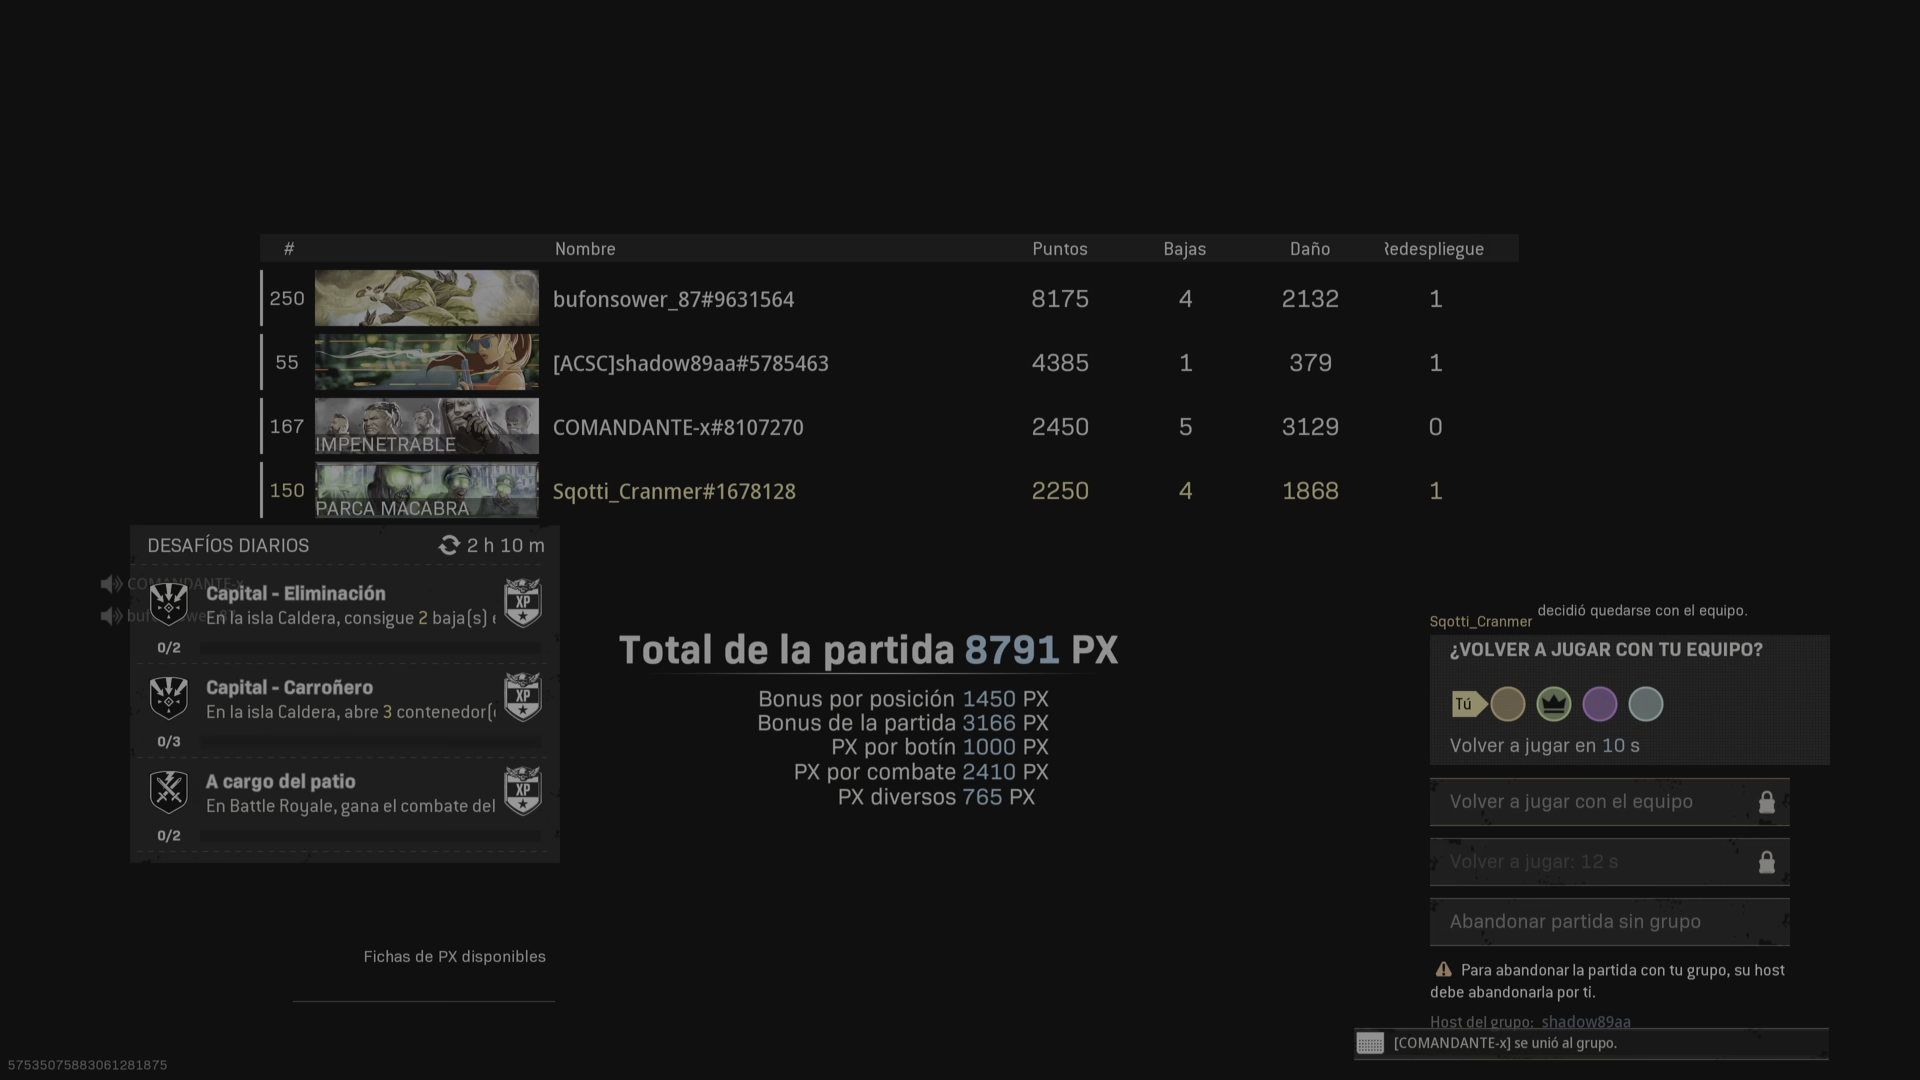 # Nombre Puntos Bajas Daño Redespliegue
250 bufonsower_87#9631564 8175 4 2132 1
55 [ACSC]shadow89aa#5785463 4385 1 379 1
167 IMPENETRABLE COMANDANTE-x#8107270 2450 5 3129 0
150 PARCA MACABRA Sqotti_Cranmer#1678128 2250 4 1868 1
DESAFÍOS DIARIOS 2 h 10 m
COMANDANTE-x
Capital - Eliminación
En la isla Caldera, consigue 2 baja(s)
XP
0/2
Capital - Carroñero
En la isla Caldera, abre 3 contenedor(
XP
0/3
A cargo del patio
En Battle Royale, gana el combate del
XP
0/2
Fichas de PX disponibles
Total de la partida 8791 PX
Bonus por posición 1450 PX
Bonus de la partida 3166 PX
PX por botín 1000 PX
PX por combate 2410 PX
PX diversos 765 PX
Sqotti_Cranmer decidió quedarse con el equipo.
¿VOLVER A JUGAR CON TU EQUIPO?
Tú
Volver a jugar en 10 s
Volver a jugar con el equipo
Volver a jugar: 12 s
Abandonar partida sin grupo
Para abandonar la partida con tu grupo, su host
debe abandonarla por ti.
Host del grupo: shadow89aa
[COMANDANTE-x] se unió al grupo.
57535075883061281875